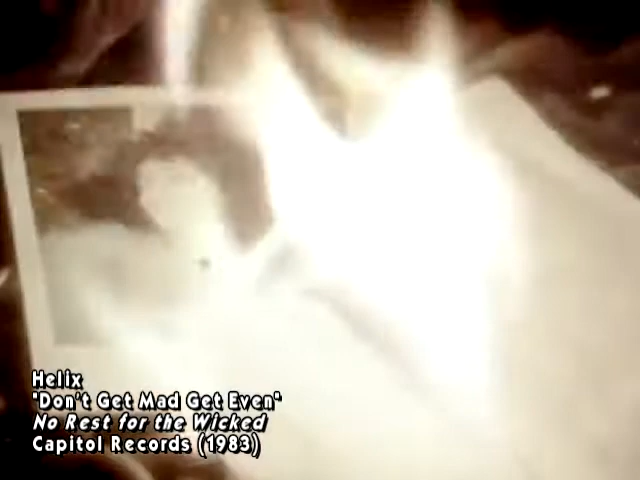 Helix
"Don't Get Mad Get Even"
No Rest for the Wicked
Capitol Records (1983)